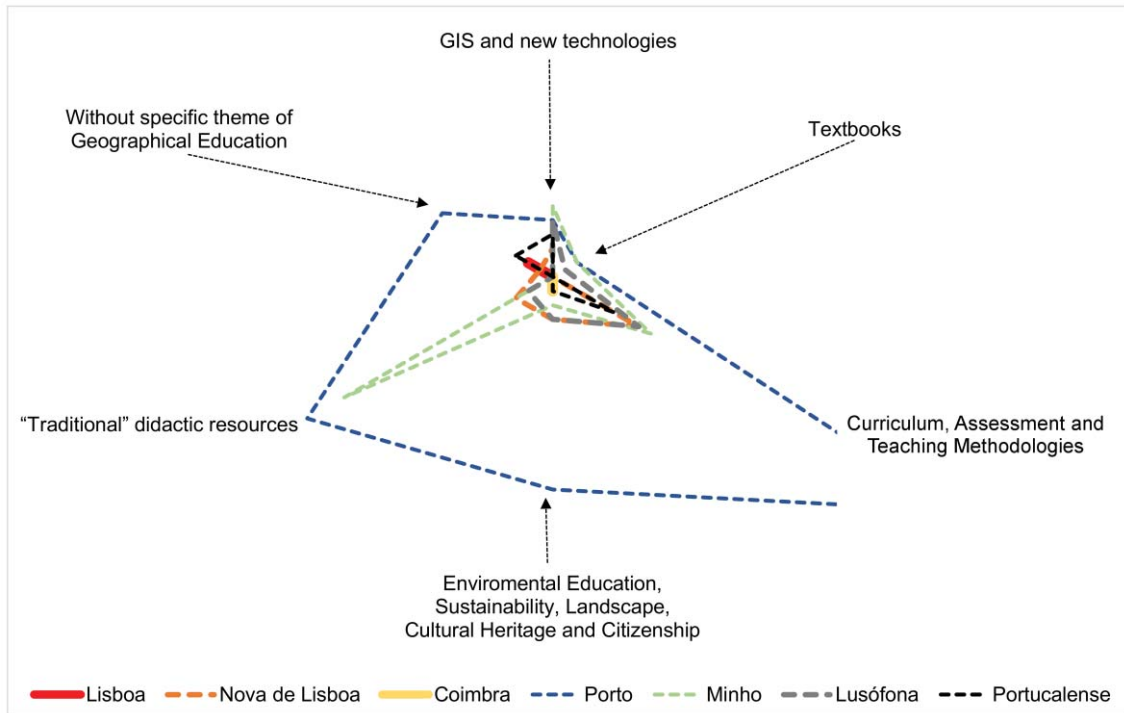 GIS and new technologies
Without specific theme of
Geographical Education
Textbooks
“Traditional” didactic resources
Curriculum, Assessment and
Teaching Methodologies
Enviromental Education,
Sustainability, Landscape,
Cultural Heritage and Citizenship
Lisboa Nova de Lisboa Coimbra Porto Minho Lusófona Portucalense